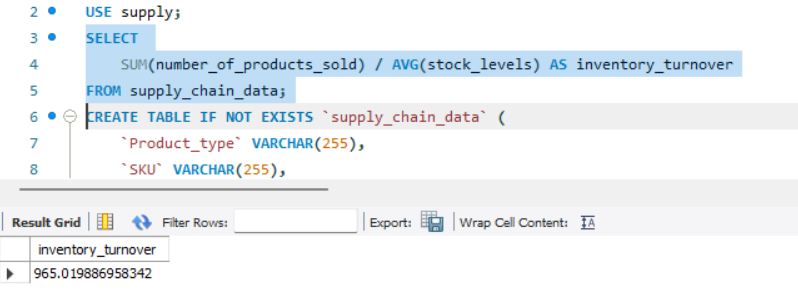 2 USE supply;
3 SELECT
4 SUM(number_of_products_sold) / AVG(stock_levels) AS inventory_turnover
5 FROM supply_chain_data;
6 CREATE TABLE IF NOT EXISTS `supply_chain_data` (
7 `Product_type` VARCHAR(255),
8 `SKU` VARCHAR(255),
Result Grid Filter Rows: Export: Wrap Cell Content:
inventory_turnover
965.019886958342